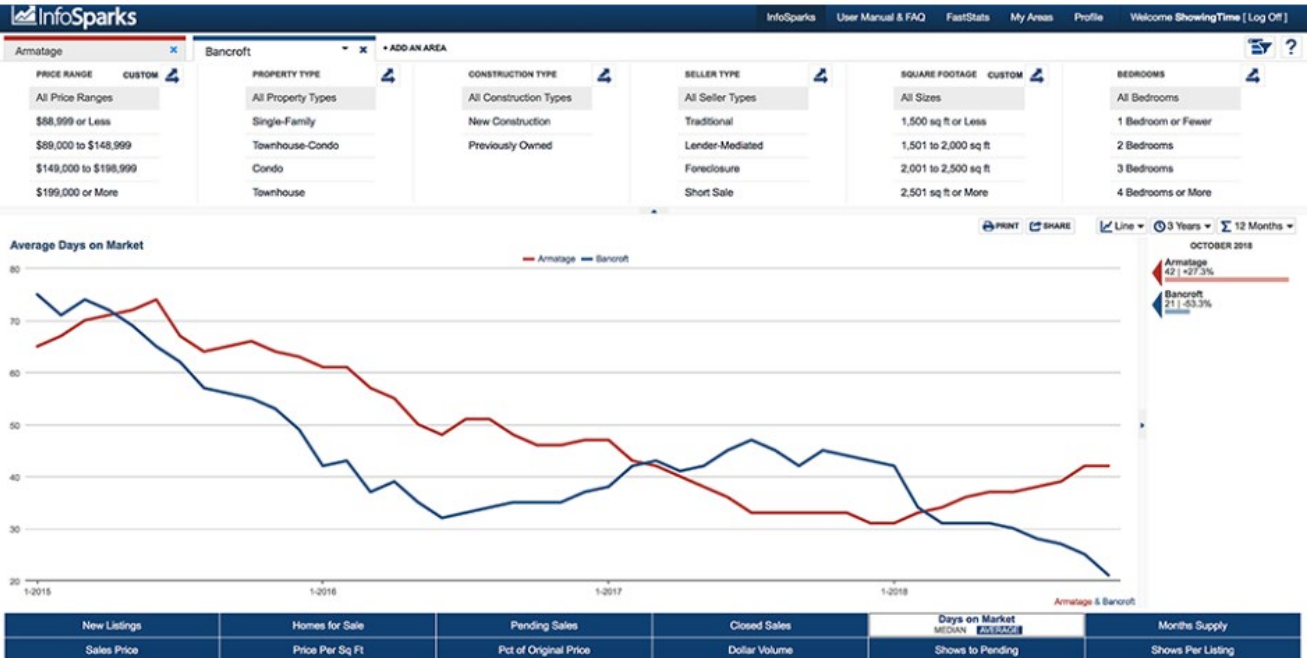 InfoSparks
InfoSparks User Manual & FAQ FastStats My Areas Profile Welcome ShowingTime [ Log Off ]
Armatage × Bancroft × + ADD AN AREA ?
PRICE RANGE CUSTOM PROPERTY TYPE CONSTRUCTION TYPE SELLER TYPE SQUARE FOOTAGE CUSTOM BEDROOMS
All Price Ranges All Property Types All Construction Types All Seller Types All Sizes All Bedrooms
$88,999 or Less Single-Family New Construction Traditional 1,500 sq ft or Less 1 Bedroom or Fewer
$89,000 to $148,999 Townhouse-Condo Previously Owned Lender-Mediated 1,501 to 2,000 sq ft 2 Bedrooms
$149,000 to $198,999 Condo Foreclosure 2,001 to 2,500 sq ft 3 Bedrooms
$199,000 or More Townhouse Short Sale 2,501 sq ft or More 4 Bedrooms or More
PRINT SHARE Line 3 Years Σ 12 Months
Average Days on Market
OCTOBER 2018
Armatage Bancroft
Armatage
42 | +27.3%
Bancroft
21 | -53.3%
80
70
60
50
40
30
20
1-2015 1-2016 1-2017 1-2018
Armatage & Bancroft
New Listings Homes for Sale Pending Sales Closed Sales Days on Market Months Supply
MEDIAN AVERAGE
Sales Price Price Per Sq Ft Pct of Original Price Dollar Volume Shows to Pending Shows Per Listing